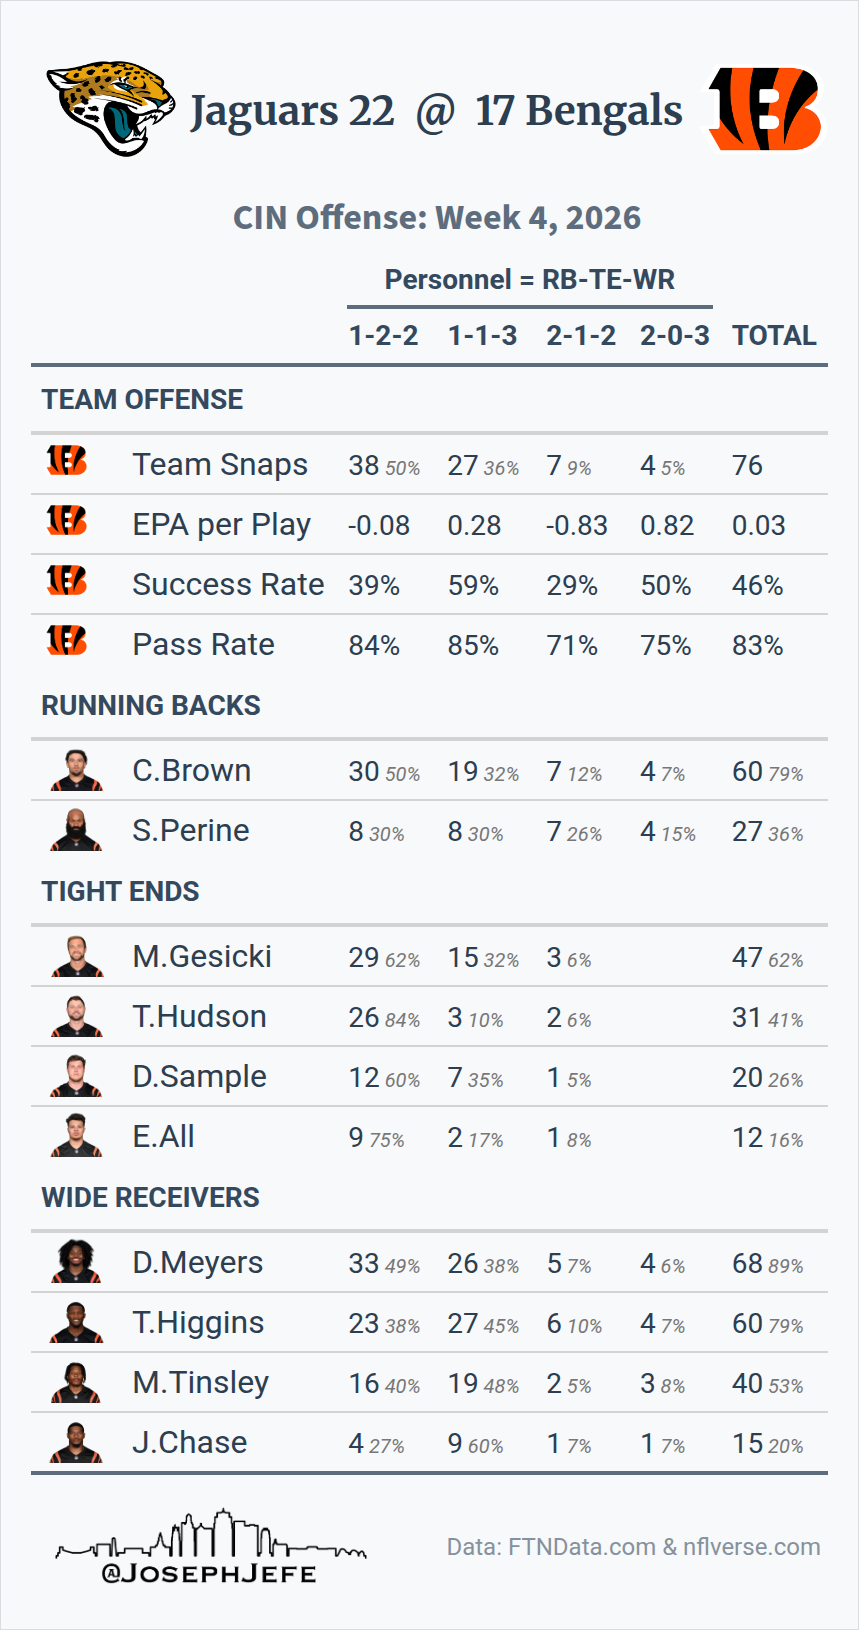 Jaguars 22 @ 17 Bengals
CIN Offense: Week 4, 2026
Personnel = RB-TE-WR
1-2-2 1-1-3 2-1-2 2-0-3 TOTAL
TEAM OFFENSE
Team Snaps 38 50% 27 36% 7 9% 4 5% 76
EPA per Play -0.08 0.28 -0.83 0.82 0.03
Success Rate 39% 59% 29% 50% 46%
Pass Rate 84% 85% 71% 75% 83%
RUNNING BACKS
C.Brown 30 50% 19 32% 7 12% 4 7% 60 79%
S.Perine 8 30% 8 30% 7 26% 4 15% 27 36%
TIGHT ENDS
M.Gesicki 29 62% 15 32% 3 6% 47 62%
T.Hudson 26 84% 3 10% 2 6% 31 41%
D.Sample 12 60% 7 35% 1 5% 20 26%
E.All 9 75% 2 17% 1 8% 12 16%
WIDE RECEIVERS
D.Meyers 33 49% 26 38% 5 7% 4 6% 68 89%
T.Higgins 23 38% 27 45% 6 10% 4 7% 60 79%
M.Tinsley 16 40% 19 48% 2 5% 3 8% 40 53%
J.Chase 4 27% 9 60% 1 7% 1 7% 15 20%
@JOSEPHJEFE
Data: FTNData.com & nflverse.com